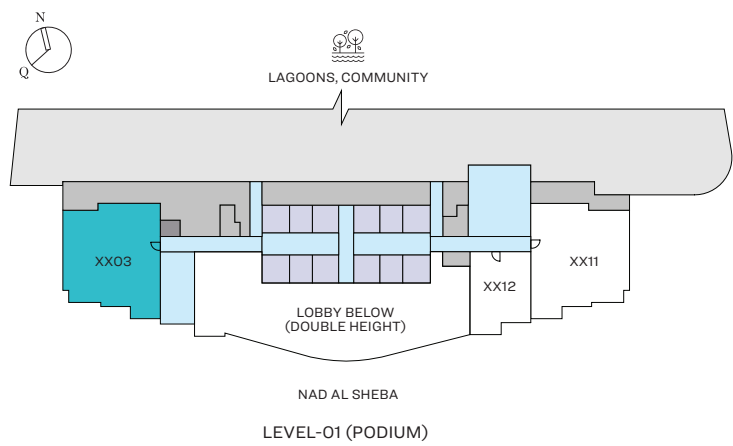 N
Q
LAGOONS, COMMUNITY
XX03
XX11
XX12
LOBBY BELOW
(DOUBLE HEIGHT)
NAD AL SHEBA
LEVEL-01 (PODIUM)